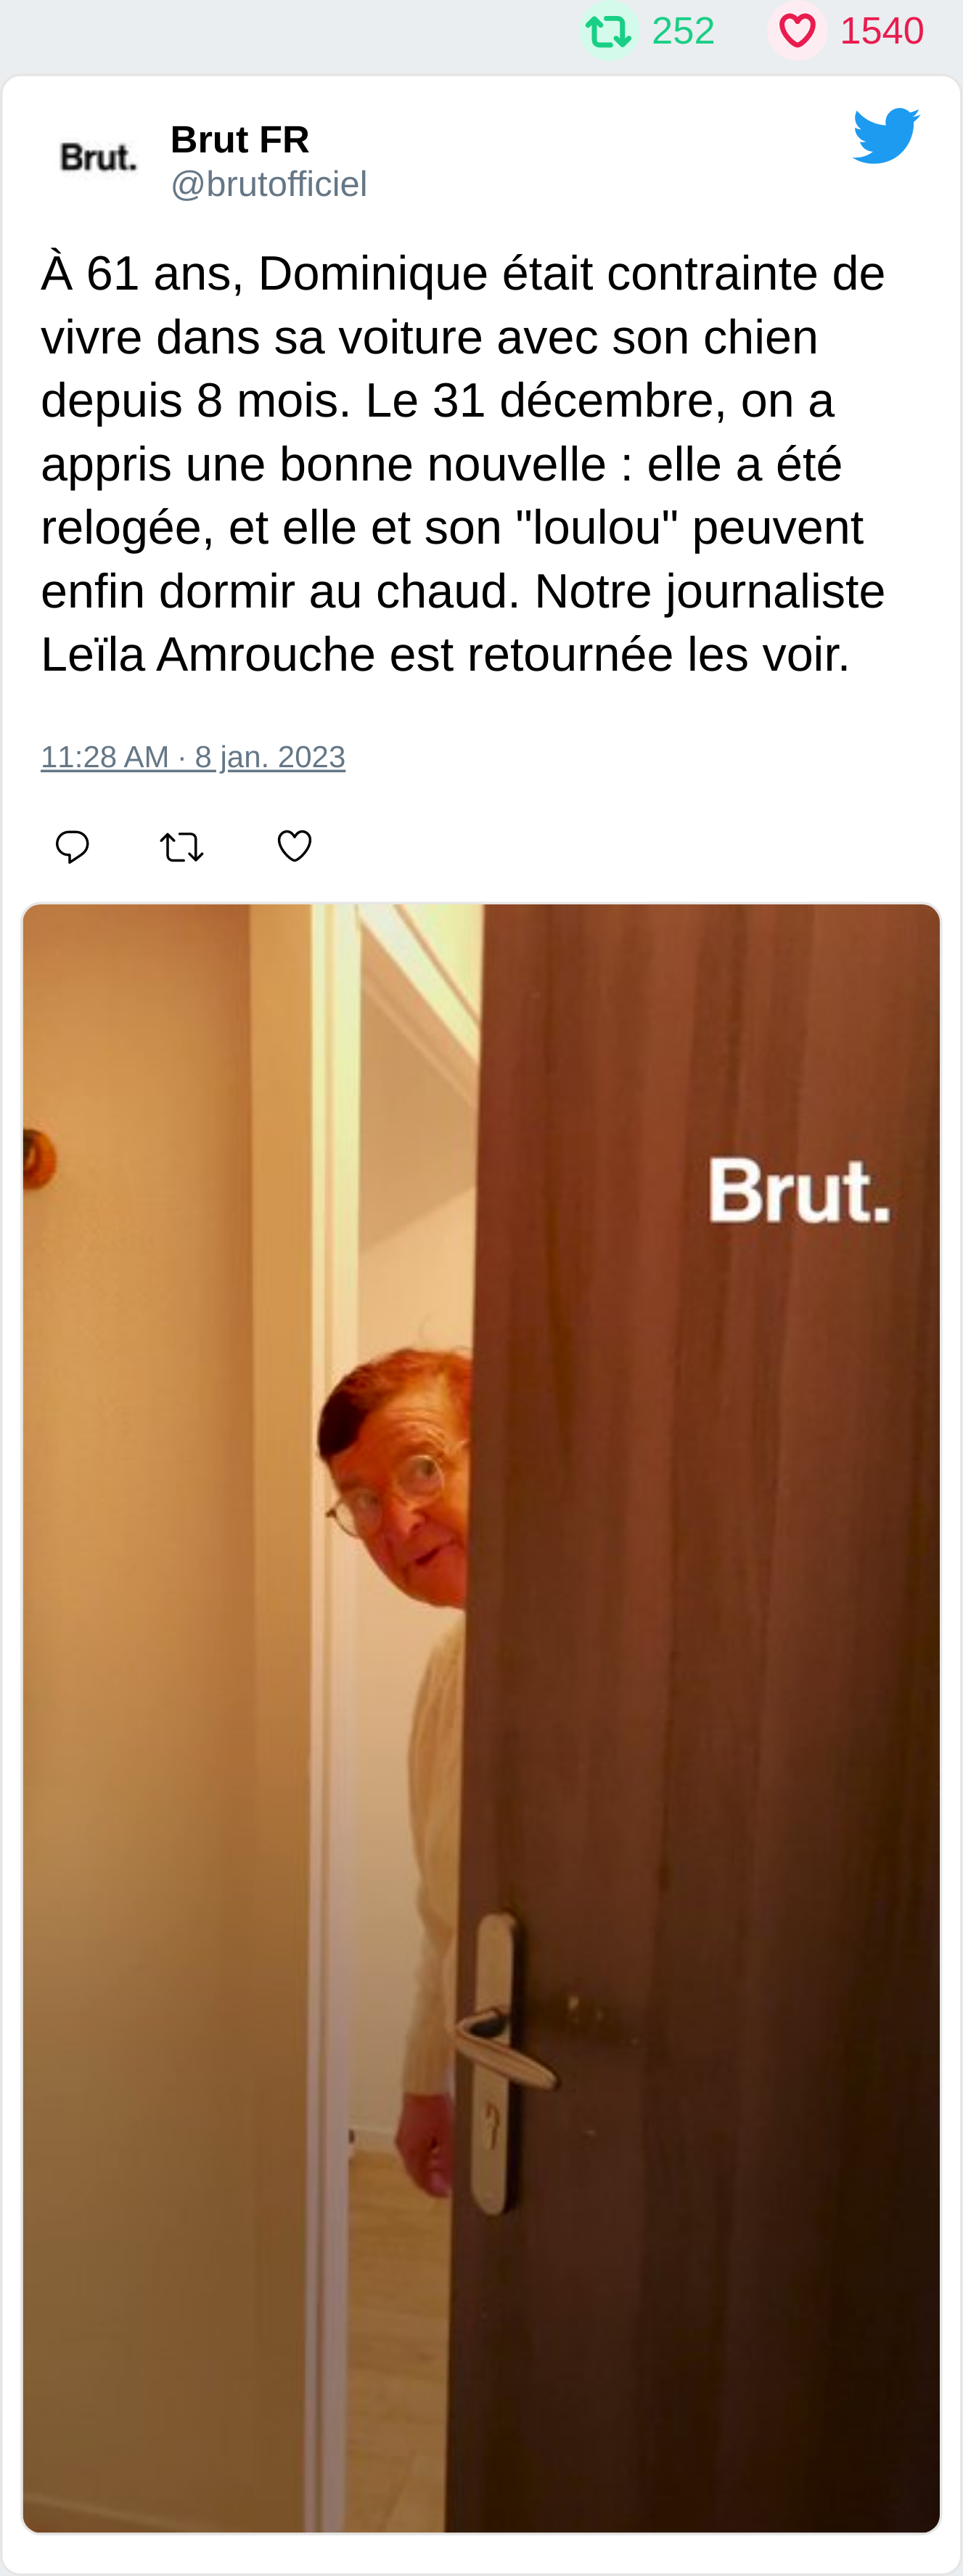 252 1540
Brut.
Brut FR
@brutofficiel
À 61 ans, Dominique était contrainte de
vivre dans sa voiture avec son chien
depuis 8 mois. Le 31 décembre, on a
appris une bonne nouvelle : elle a été
relogée, et elle et son "loulou" peuvent
enfin dormir au chaud. Notre journaliste
Leïla Amrouche est retournée les voir.
11:28 AM · 8 jan. 2023
Brut.